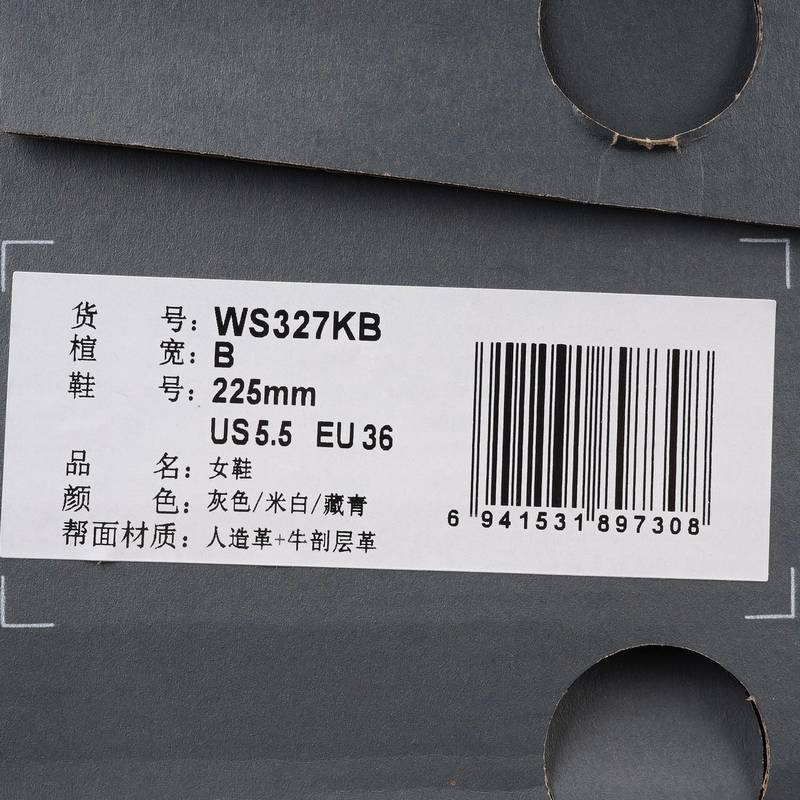 货 号：WS327KB
楦 宽：B
鞋 号：225mm
US 5.5 EU 36
品 名：女鞋
颜 色：灰色/米白/藏青
帮面材质：人造革+牛剖层革
6 941531 897308